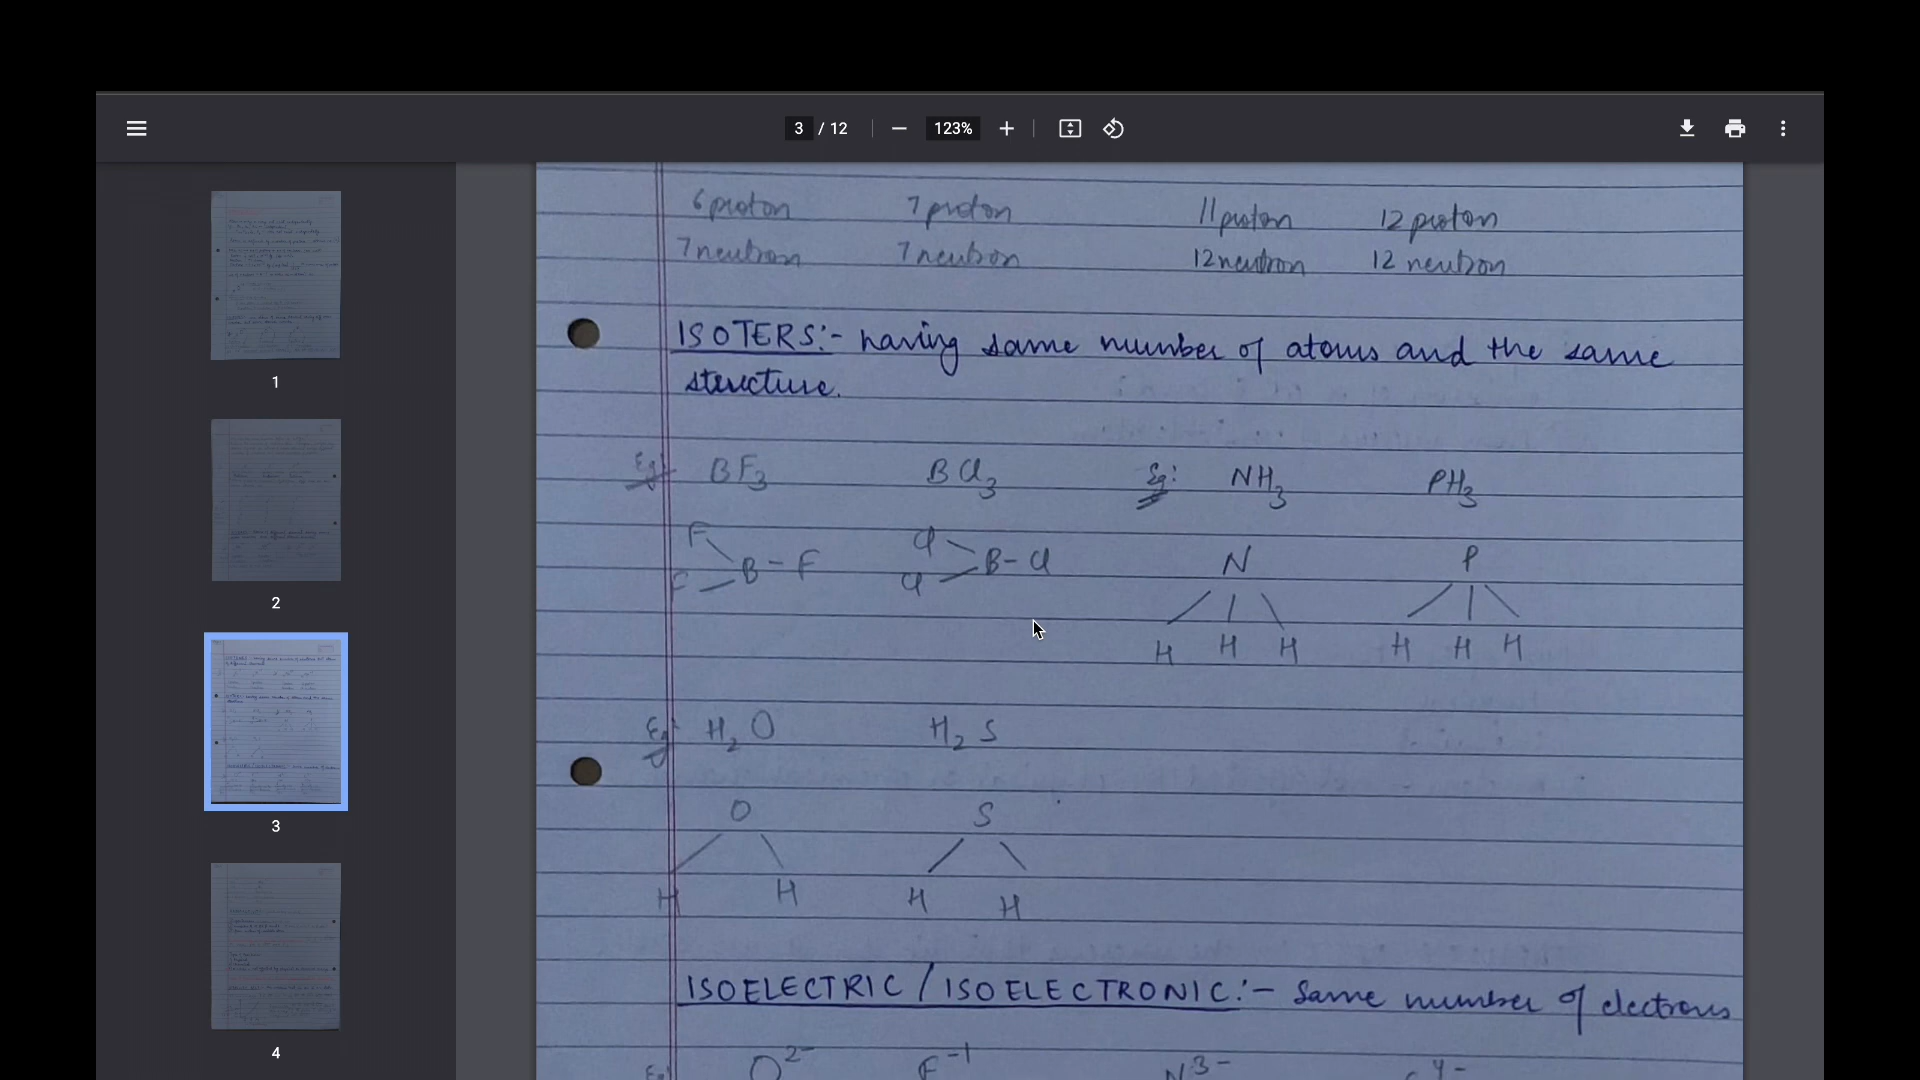 3 / 12 123%
6 proton 7 proton 11 proton 12 proton
7 neutron 7 neutron 12 neutron 12 neutron
ISOTERS:- having same number of atoms and the same
structure.
Eg: BF3 BCl3 Eg: NH3 PH3
F Cl N P
B-F B-Cl
F Cl
H H H H H H
Eg: H2O H2S
O S
H H H H
ISOELECTRIC / ISOELECTRONIC:- Same number of electrons
Eg: O2- F-1 N3- 4-
1
2
3
4